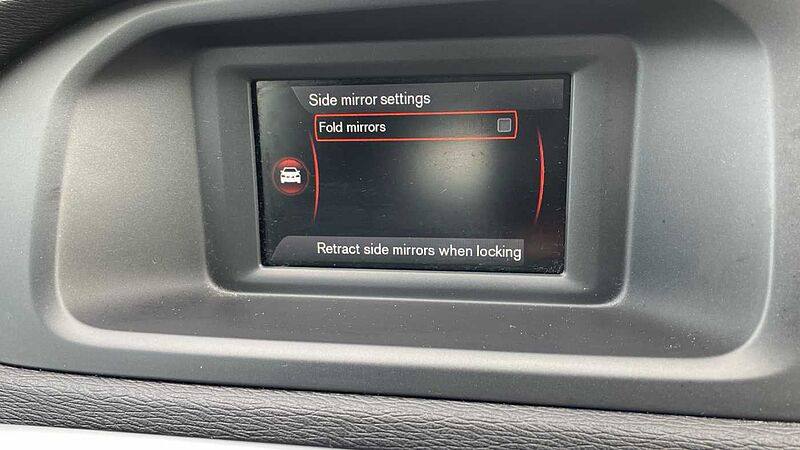 Side mirror settings
Fold mirrors
Retract side mirrors when locking